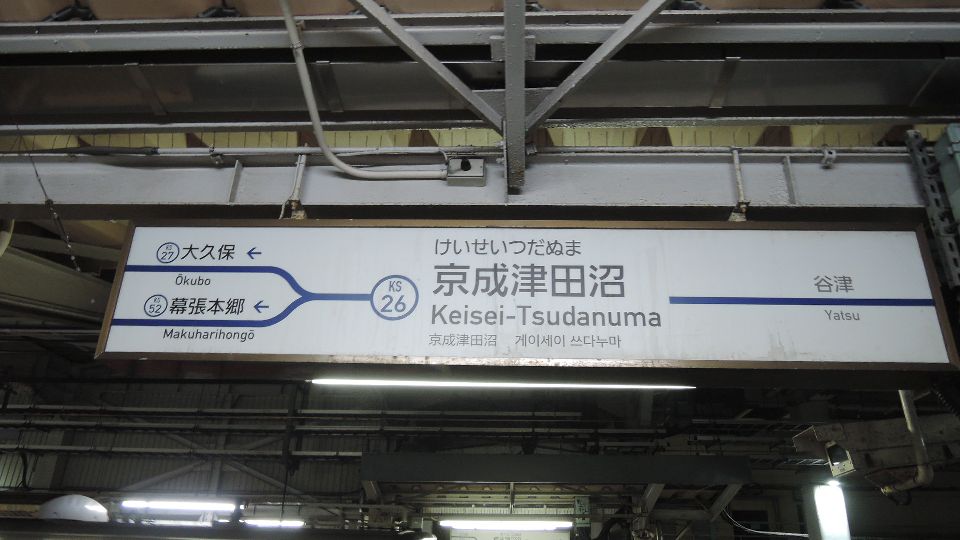 KS
27 大久保 ←
Ōkubo
KS
52 幕張本郷 ←
Makuharihongō
KS
26
けいせいつだぬま
京成津田沼
Keisei-Tsudanuma
京成津田沼 게이세이 쓰다누마
谷津
Yatsu